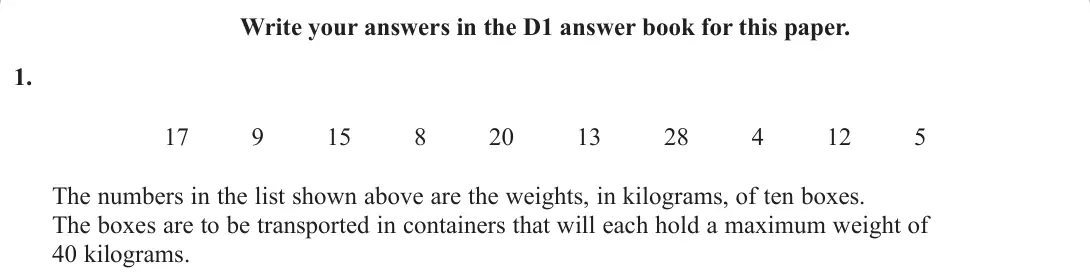 Write your answers in the D1 answer book for this paper.
1.
17 9 15 8 20 13 28 4 12 5
The numbers in the list shown above are the weights, in kilograms, of ten boxes.
The boxes are to be transported in containers that will each hold a maximum weight of
40 kilograms.